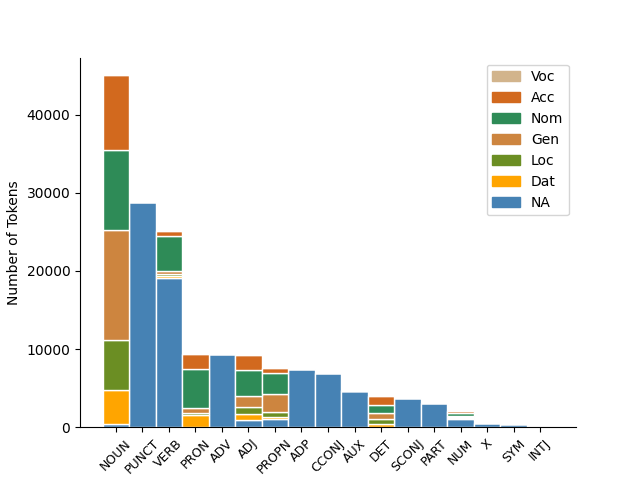 Number of Tokens
40000
30000
20000
10000
0
Voc
Acc
Nom
Gen
Loc
Dat
NA
NOUN
PUNCT
VERB
PRON
ADV
ADJ
PROPN
ADP
CCONJ
AUX
DET
SCONJ
PART
NUM
X
SYM
INTJ